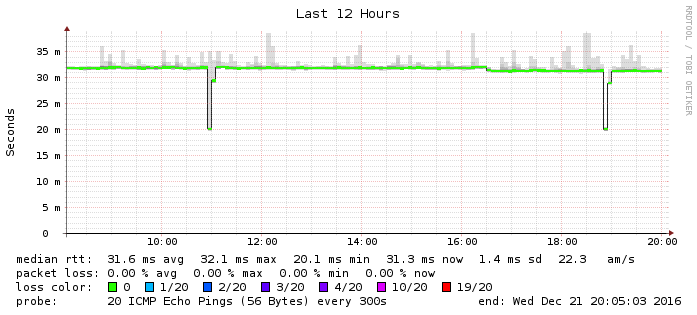 Last 12 Hours
RRDTOOL / TOBI OETIKER
Seconds
35 m
30 m
25 m
20 m
15 m
10 m
5 m
0
10:00 12:00 14:00 16:00 18:00 20:00
median rtt: 31.6 ms avg 32.1 ms max 20.1 ms min 31.3 ms now 1.4 ms sd 22.3 am/s
packet loss: 0.00 % avg 0.00 % max 0.00 % min 0.00 % now
loss color: 0 1/20 2/20 3/20 4/20 10/20 19/20
probe: 20 ICMP Echo Pings (56 Bytes) every 300s end: Wed Dec 21 20:05:03 2016